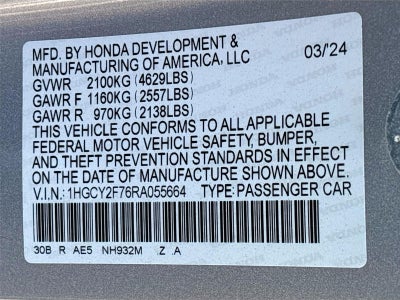 MFD. BY HONDA DEVELOPMENT & 03/24
MANUFACTURING OF AMERICA, LLC
GVWR 2100KG (4629LBS)
GAWR F 1160KG (2557LBS)
GAWR R 970KG (2138LBS)
THIS VEHICLE CONFORMS TO ALL APPLICABLE
FEDERAL MOTOR VEHICLE SAFETY, BUMPER,
AND THEFT PREVENTION STANDARDS IN EFFECT
ON THE DATE OF MANUFACTURE SHOWN ABOVE.
V.I.N.: 1HGCY2F76RA055664 TYPE: PASSENGER CAR
30B R AE5 NH932M Z A